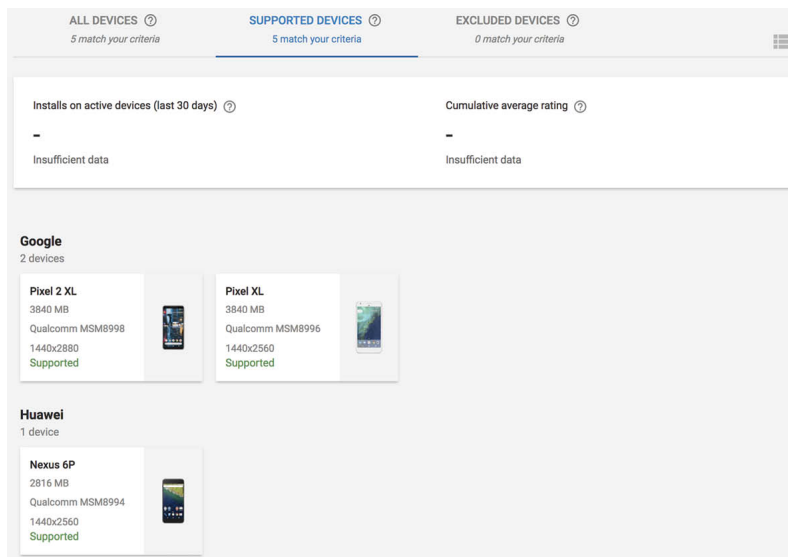 ALL DEVICES ?
SUPPORTED DEVICES ?
EXCLUDED DEVICES ?
5 match your criteria
5 match your criteria
0 match your criteria
Installs on active devices (last 30 days) ?
Cumulative average rating ?
-
-
Insufficient data
Insufficient data
Google
2 devices
Pixel 2 XL
3840 MB
Qualcomm MSM8998
1440x2880
Supported
Pixel XL
3840 MB
Qualcomm MSM8996
1440x2560
Supported
Huawei
1 device
Nexus 6P
2816 MB
Qualcomm MSM8994
1440x2560
Supported